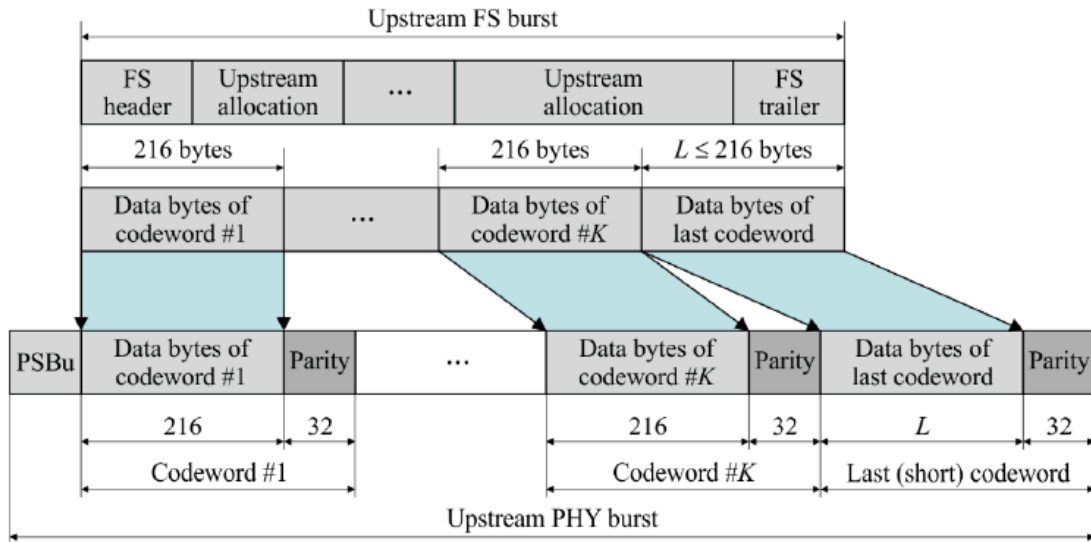 Upstream FS burst
FS
header
Upstream
allocation
...
Upstream
allocation
FS
trailer
216 bytes
216 bytes
L ≤ 216 bytes
Data bytes of
codeword #1
...
Data bytes of
codeword #K
Data bytes of
last codeword
PSBu
Data bytes of
codeword #1
Parity
...
Data bytes of
codeword #K
Parity
Data bytes of
last codeword
Parity
216
32
216
32
L
32
Codeword #1
Codeword #K
Last (short) codeword
Upstream PHY burst